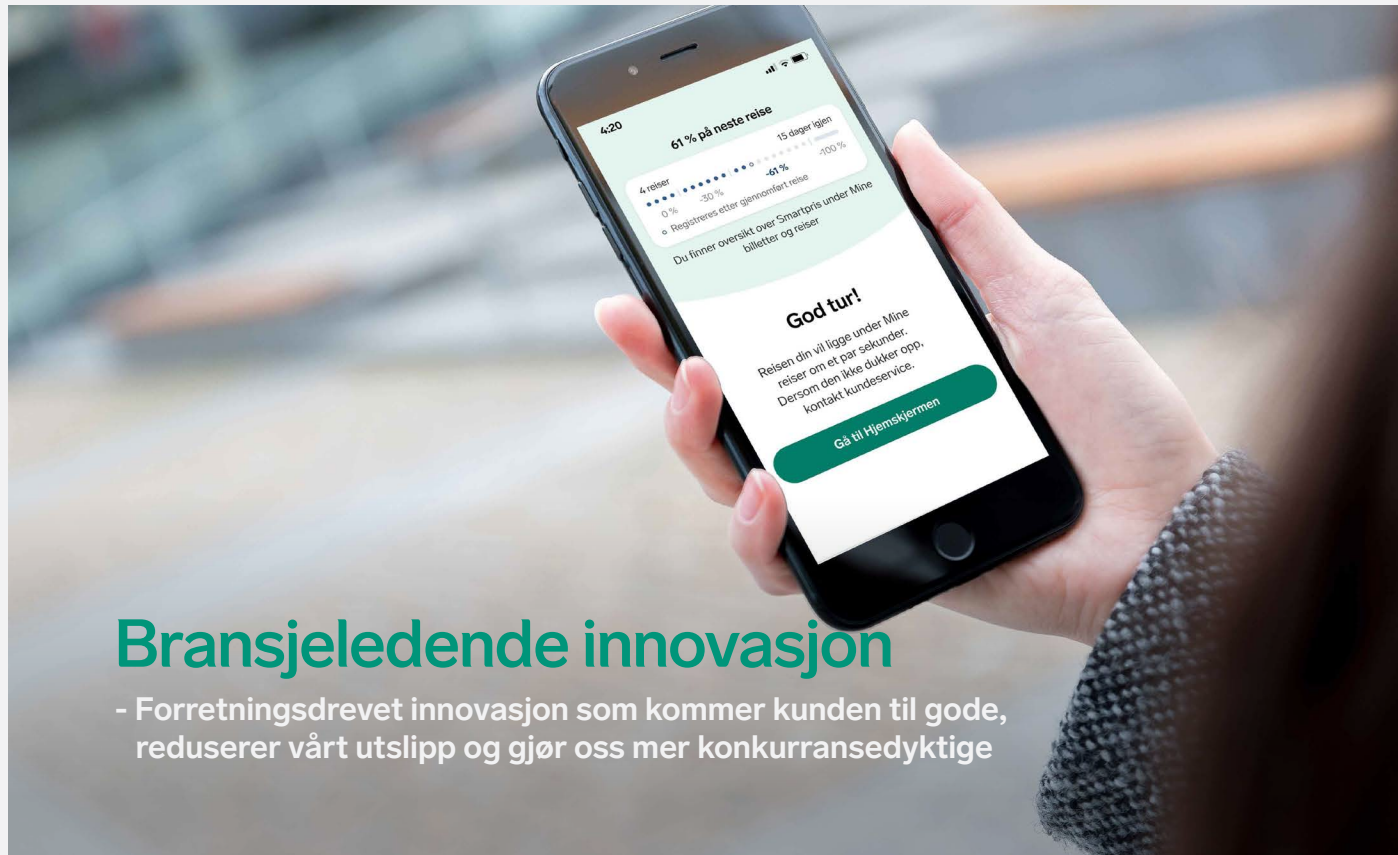 4:20
61 % på neste reise
4 reiser
15 dager igjen
0 %
-30 %
-61 %
-100 %
Registreres etter gjennomført reise
Du finner oversikt over Smartpris under Mine
billetter og reiser
God tur!
Reisen din vil ligge under Mine
reiser om et par sekunder.
Dersom den ikke dukker opp,
kontakt kundeservice.
Gå til Hjemskjermen
Bransjeledende innovasjon
- Forretningsdrevet innovasjon som kommer kunden til gode,
reduserer vårt utslipp og gjør oss mer konkurransedyktige